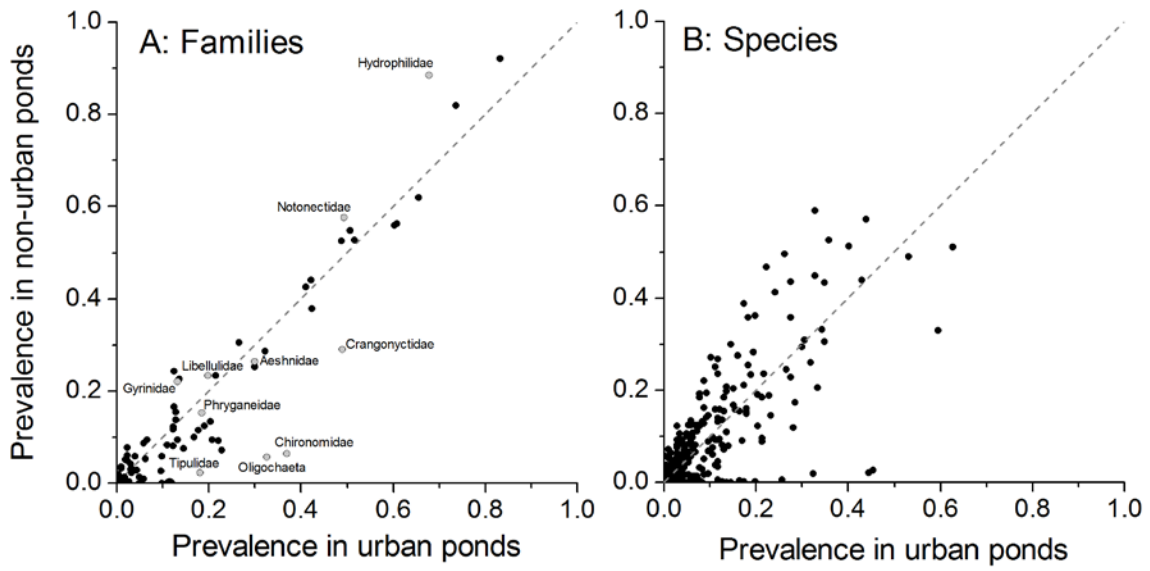 A: Families
Prevalence in non-urban ponds
1.0
0.8
0.6
0.4
0.2
0.0
Hydrophilidae
Notonectidae
Crangonyctidae
Libellulidae
Aeshnidae
Gyrinidae
Phryganeidae
Chironomidae
Tipulidae
Oligochaeta
0.0 0.2 0.4 0.6 0.8 1.0
Prevalence in urban ponds
B: Species
1.0
0.8
0.6
0.4
0.2
0.0
0.0 0.2 0.4 0.6 0.8 1.0
Prevalence in urban ponds